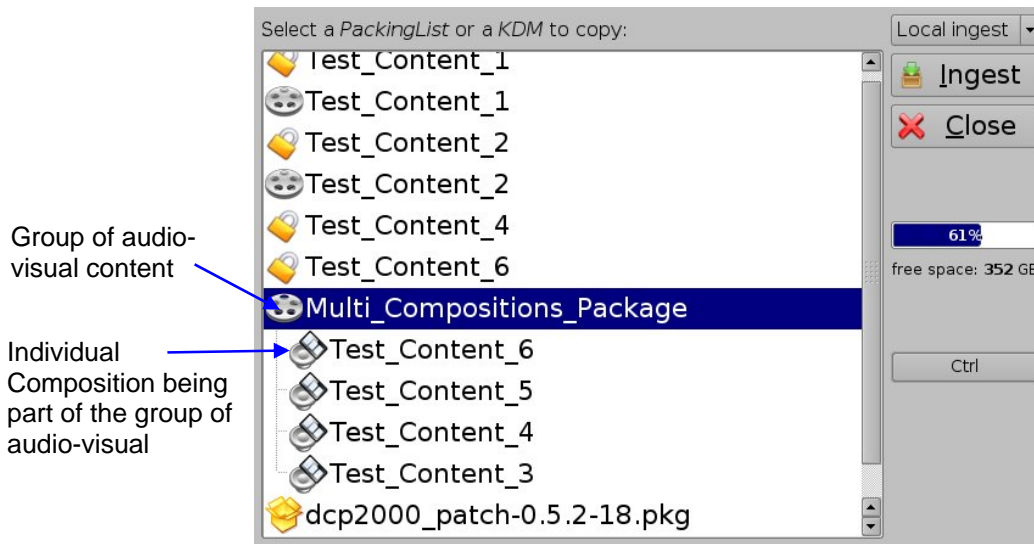 Select a PackingList or a KDM to copy:
Test_Content_1
Test_Content_1
Test_Content_2
Test_Content_2
Test_Content_4
Test_Content_6
Multi_Compositions_Package
Test_Content_6
Test_Content_5
Test_Content_4
Test_Content_3
dcp2000_patch-0.5.2-18.pkg
Local ingest
Ingest
Close
61%
free space: 352 GB
Ctrl
Group of audio-
visual content
Individual
Composition being
part of the group of
audio-visual